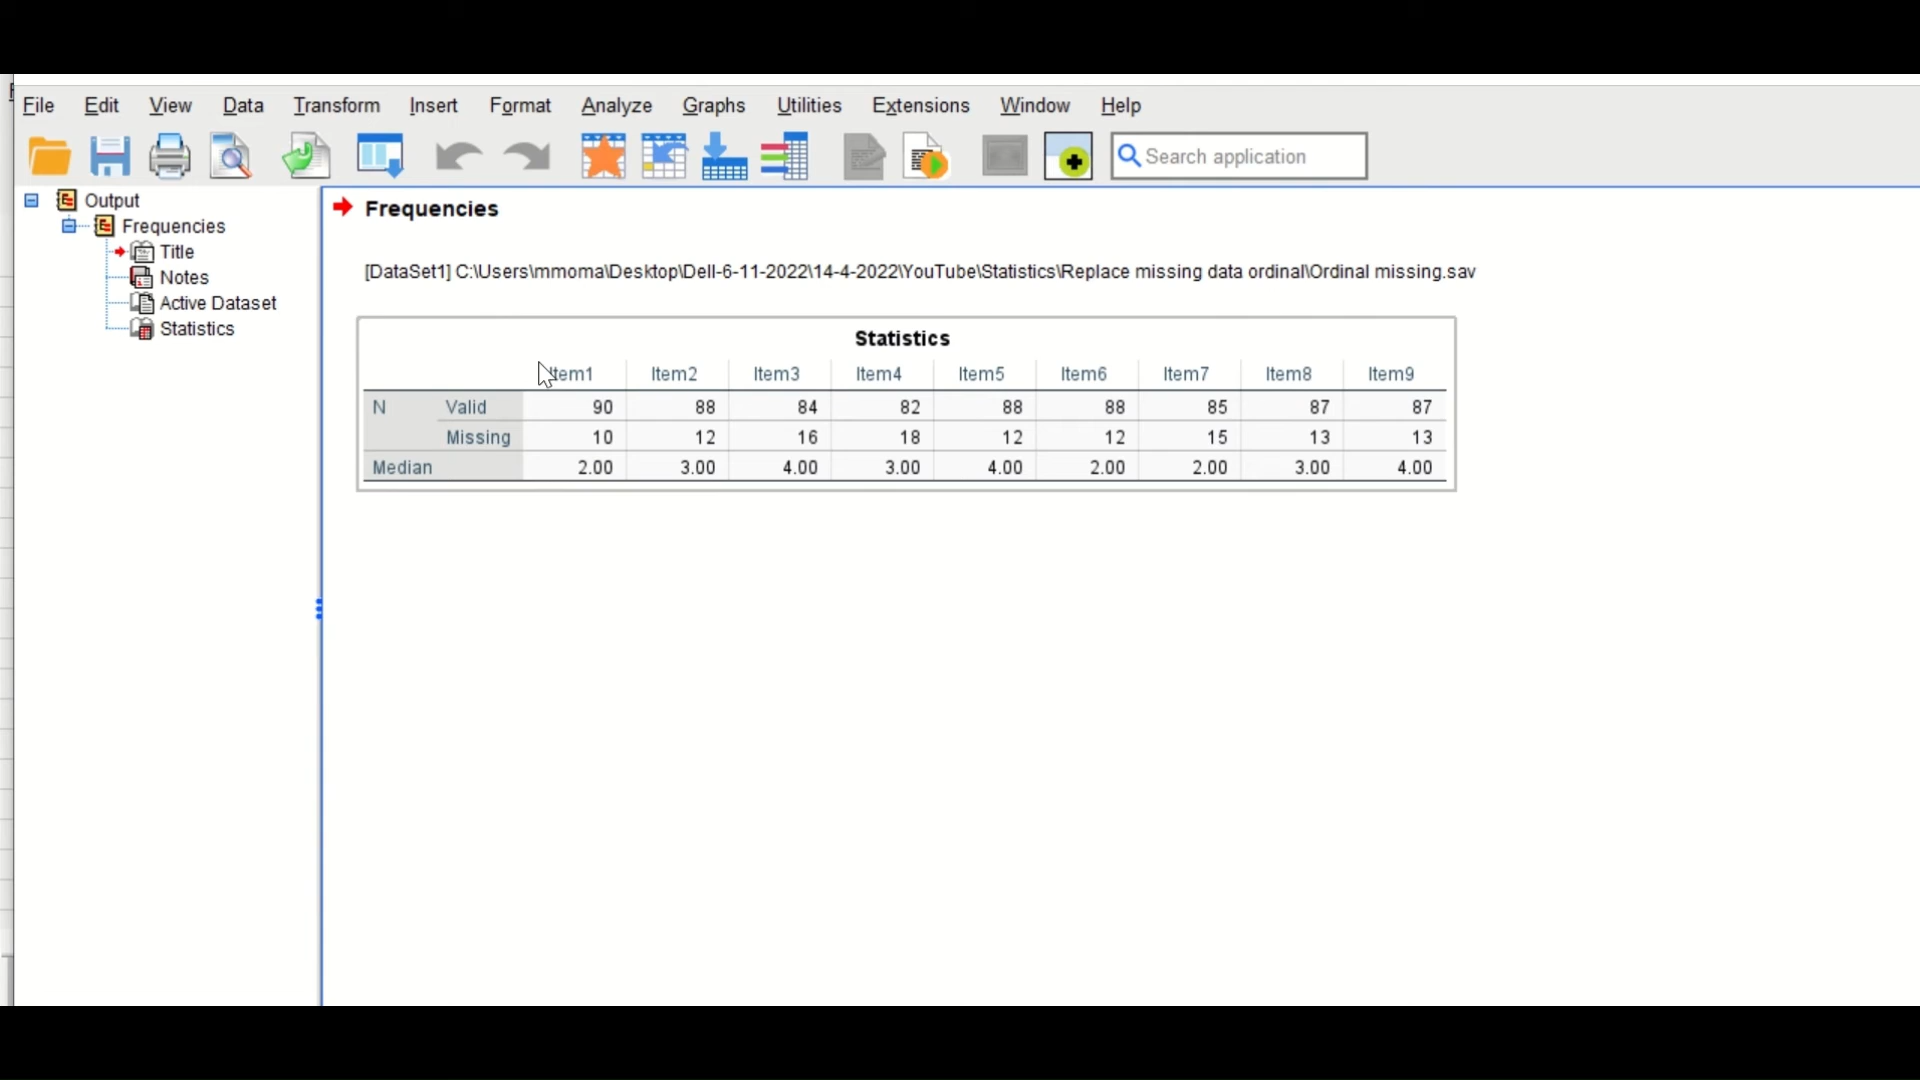 File Edit View Data Transform Insert Format Analyze Graphs Utilities Extensions Window Help
Search application
Output
Frequencies
Title
Notes
Active Dataset
Statistics
Frequencies
[DataSet1] C:\Users\mmoma\Desktop\Dell-6-11-2022\14-4-2022\YouTube\Statistics\Replace missing data ordinal\Ordinal missing.sav
Statistics
Item1 Item2 Item3 Item4 Item5 Item6 Item7 Item8 Item9
N Valid 90 88 84 82 88 88 85 87 87
Missing 10 12 16 18 12 12 15 13 13
Median 2.00 3.00 4.00 3.00 4.00 2.00 2.00 3.00 4.00